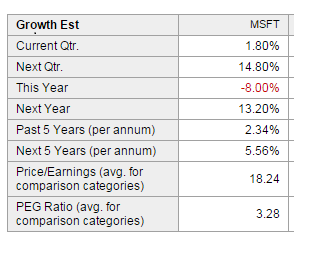 Growth Est MSFT
Current Qtr. 1.80%
Next Qtr. 14.80%
This Year -8.00%
Next Year 13.20%
Past 5 Years (per annum) 2.34%
Next 5 Years (per annum) 5.56%
Price/Earnings (avg. for
comparison categories) 18.24
PEG Ratio (avg. for
comparison categories) 3.28